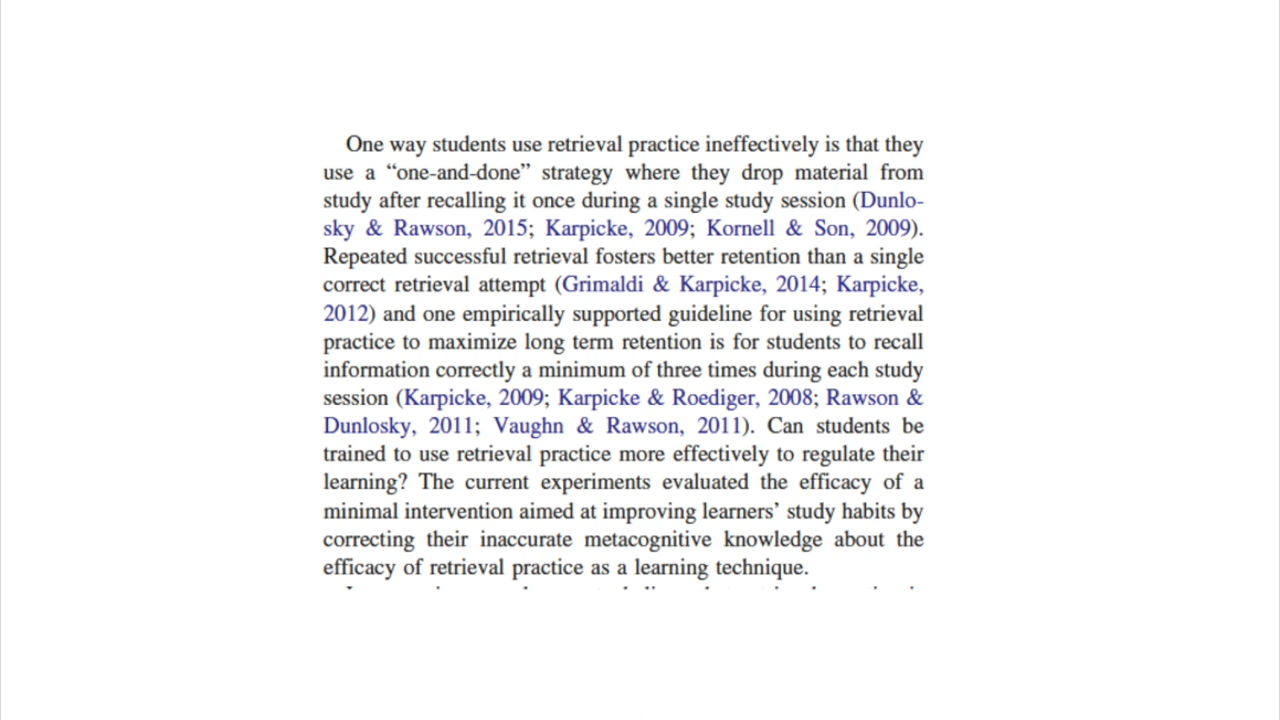 One way students use retrieval practice ineffectively is that they
use a “one-and-done” strategy where they drop material from
study after recalling it once during a single study session (Dunlo-
sky & Rawson, 2015; Karpicke, 2009; Kornell & Son, 2009).
Repeated successful retrieval fosters better retention than a single
correct retrieval attempt (Grimaldi & Karpicke, 2014; Karpicke,
2012) and one empirically supported guideline for using retrieval
practice to maximize long term retention is for students to recall
information correctly a minimum of three times during each study
session (Karpicke, 2009; Karpicke & Roediger, 2008; Rawson &
Dunlosky, 2011; Vaughn & Rawson, 2011). Can students be
trained to use retrieval practice more effectively to regulate their
learning? The current experiments evaluated the efficacy of a
minimal intervention aimed at improving learners’ study habits by
correcting their inaccurate metacognitive knowledge about the
efficacy of retrieval practice as a learning technique.